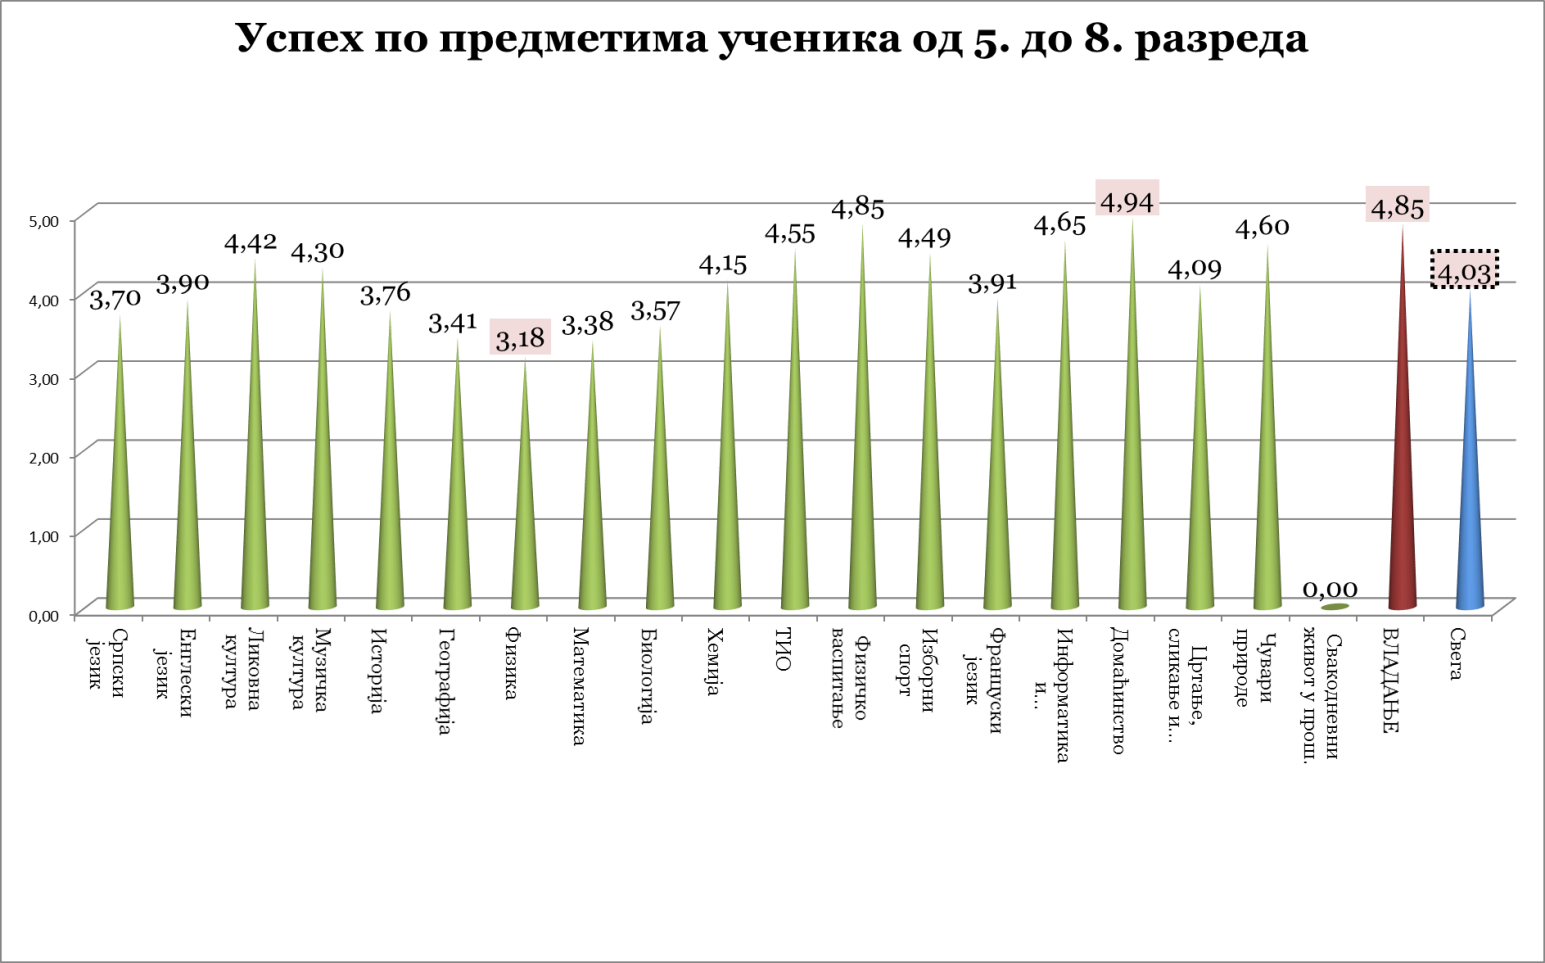 Успех по предметима ученика од 5. до 8. разреда
5,00
4,00
3,00
2,00
1,00
0,00
3,70
3,90
4,42
4,30
3,76
3,41
3,18
3,38
3,57
4,15
4,55
4,85
4,49
3,91
4,65
4,94
4,09
4,60
0,00
4,85
4,03
Српски
језик
Енглески
језик
Ликовна
култура
Музичка
култура
Историја
Географија
Физика
Математика
Биологија
Хемија
ТИО
Физичко
васпитање
Изборни
спорт
Француски
језик
Информатика
и...
Домаћинство
Цртање,
сликање и...
Чувари
природе
Свакодневни
живот у прош.
ВЛАДАЊЕ
Свега